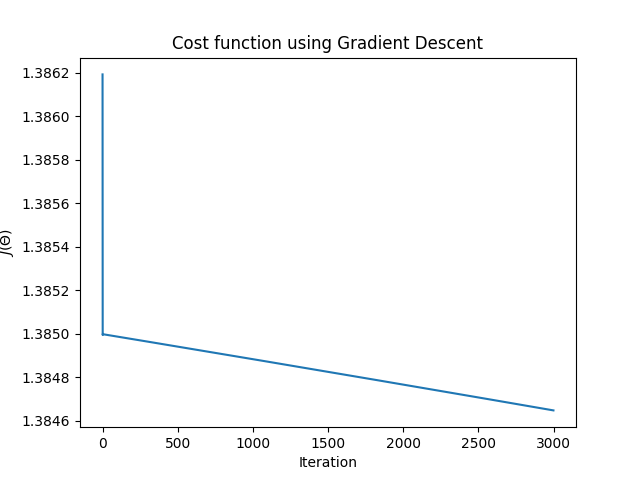 Cost function using Gradient Descent
1.3862
1.3860
1.3858
1.3856
1.3854
1.3852
1.3850
1.3848
1.3846
J(Θ)
0 500 1000 1500 2000 2500 3000
Iteration